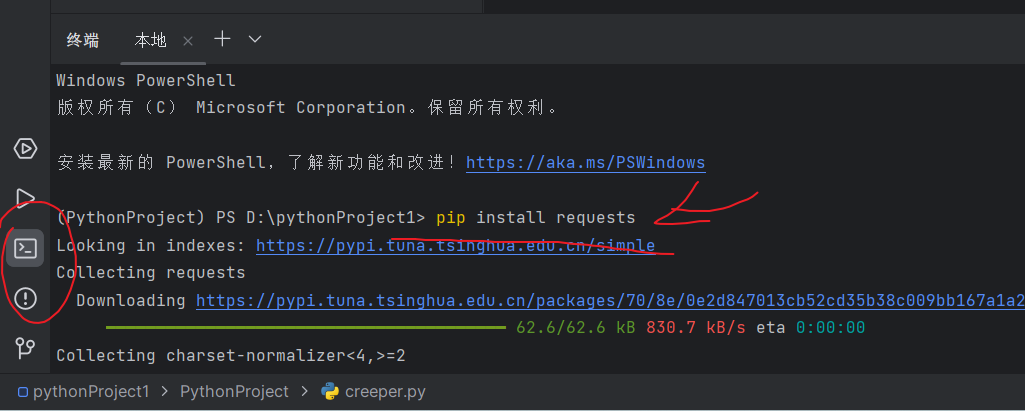 终端 本地
Windows PowerShell
版权所有（C） Microsoft Corporation。保留所有权利。
安装最新的 PowerShell，了解新功能和改进！https://aka.ms/PSWindows
(PythonProject) PS D:\pythonProject1> pip install requests
Looking in indexes: https://pypi.tuna.tsinghua.edu.cn/simple
Collecting requests
Downloading https://pypi.tuna.tsinghua.edu.cn/packages/70/8e/0e2d847013cb52cd35b38c009bb167a1a2
62.6/62.6 kB 830.7 kB/s eta 0:00:00
Collecting charset-normalizer<4,>=2
pythonProject1 > PythonProject > creeper.py